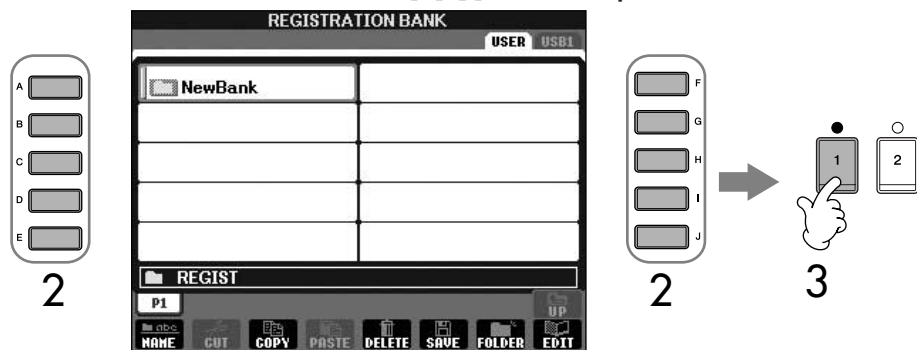 REGISTRATION BANK
USER USB1
A
B
C
D
E
2
NewBank
REGIST
P1
UP
abc
NAME CUT COPY PASTE DELETE SAVE FOLDER EDIT
F
G
H
I
J
2
1 2
3